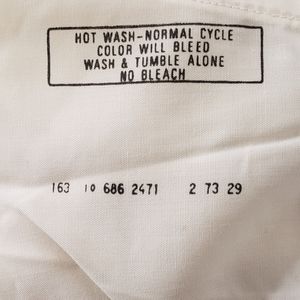 HOT WASH-NORMAL CYCLE
COLOR WILL BLEED
WASH & TUMBLE ALONE
NO BLEACH
163 10 686 2471 2 73 29